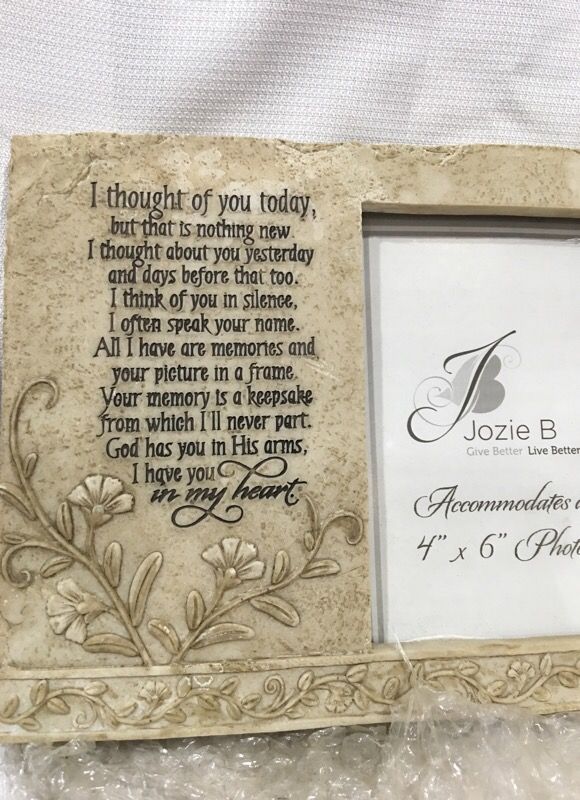 I thought of you today,
but that is nothing new.
I thought about you yesterday
and days before that too.
I think of you in silence,
I often speak your name.
All I have are memories and
your picture in a frame.
Your memory is a keepsake
from which I'll never part.
God has you in His arms,
I have you
in my heart.
JB
Jozie B
Give Better Live Better
Accommodates a
4" x 6" Photo